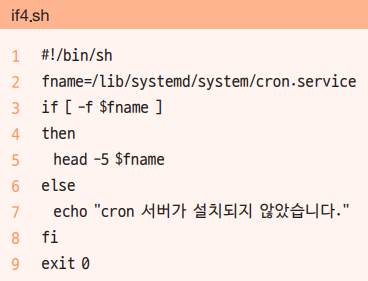 if4.sh
1 #!/bin/sh
2 fname=/lib/systemd/system/cron.service
3 if [ -f $fname ]
4 then
5   head -5 $fname
6 else
7   echo "cron 서버가 설치되지 않았습니다."
8 fi
9 exit 0